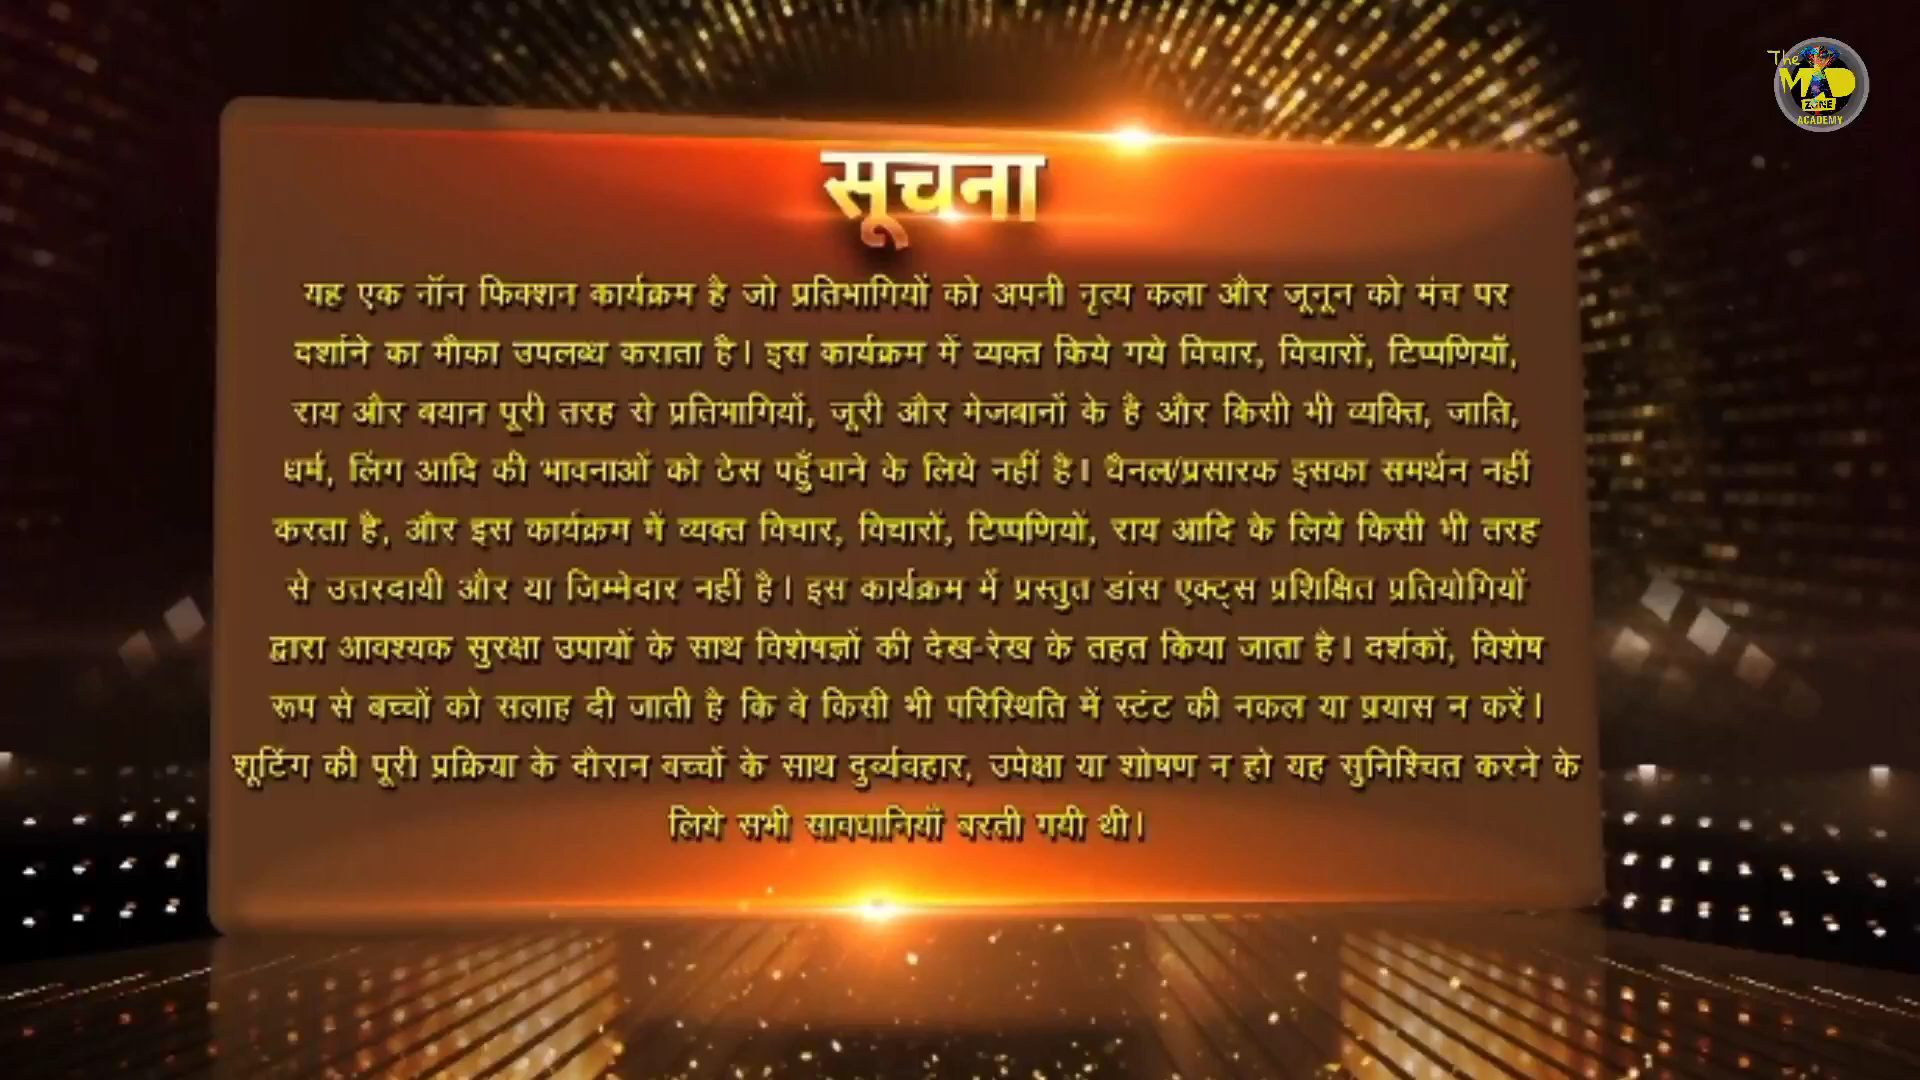 The
MAD
ZONE
ACADEMY
सूचना
यह एक नॉन फिक्शन कार्यक्रम है जो प्रतिभागियों को अपनी नृत्य कला और जूनून को मंच पर
दर्शाने का मौका उपलब्ध कराता है। इस कार्यक्रम में व्यक्त किये गये विचार, विचारों, टिप्पणियॉ,
राय और बयान पूरी तरह से प्रतिभागियों, जूरी और मेजबानों के है और किसी भी व्यक्ति, जाति,
धर्म, लिंग आदि की भावनाओं को ठेस पहुँचाने के लिये नहीं है। चैनल/प्रसारक इसका समर्थन नहीं
करता है, और इस कार्यक्रम में व्यक्त विचार, विचारों, टिप्पणियों, राय आदि के लिये किसी भी तरह
से उत्तरदायी और या जिम्मेदार नहीं है। इस कार्यक्रम में प्रस्तुत डांस एक्ट्स प्रशिक्षित प्रतियोगियों
द्वारा आवश्यक सुरक्षा उपायों के साथ विशेषज्ञों की देख-रेख के तहत किया जाता है। दर्शकों, विशेष
रूप से बच्चों को सलाह दी जाती है कि वे किसी भी परिस्थिति में स्टंट की नकल या प्रयास न करें।
शूटिंग की पूरी प्रक्रिया के दौरान बच्चों के साथ दुर्व्यवहार, उपेक्षा या शोषण न हो यह सुनिश्चित करने के
लिये सभी सावधानियाँ बरती गयी थी।